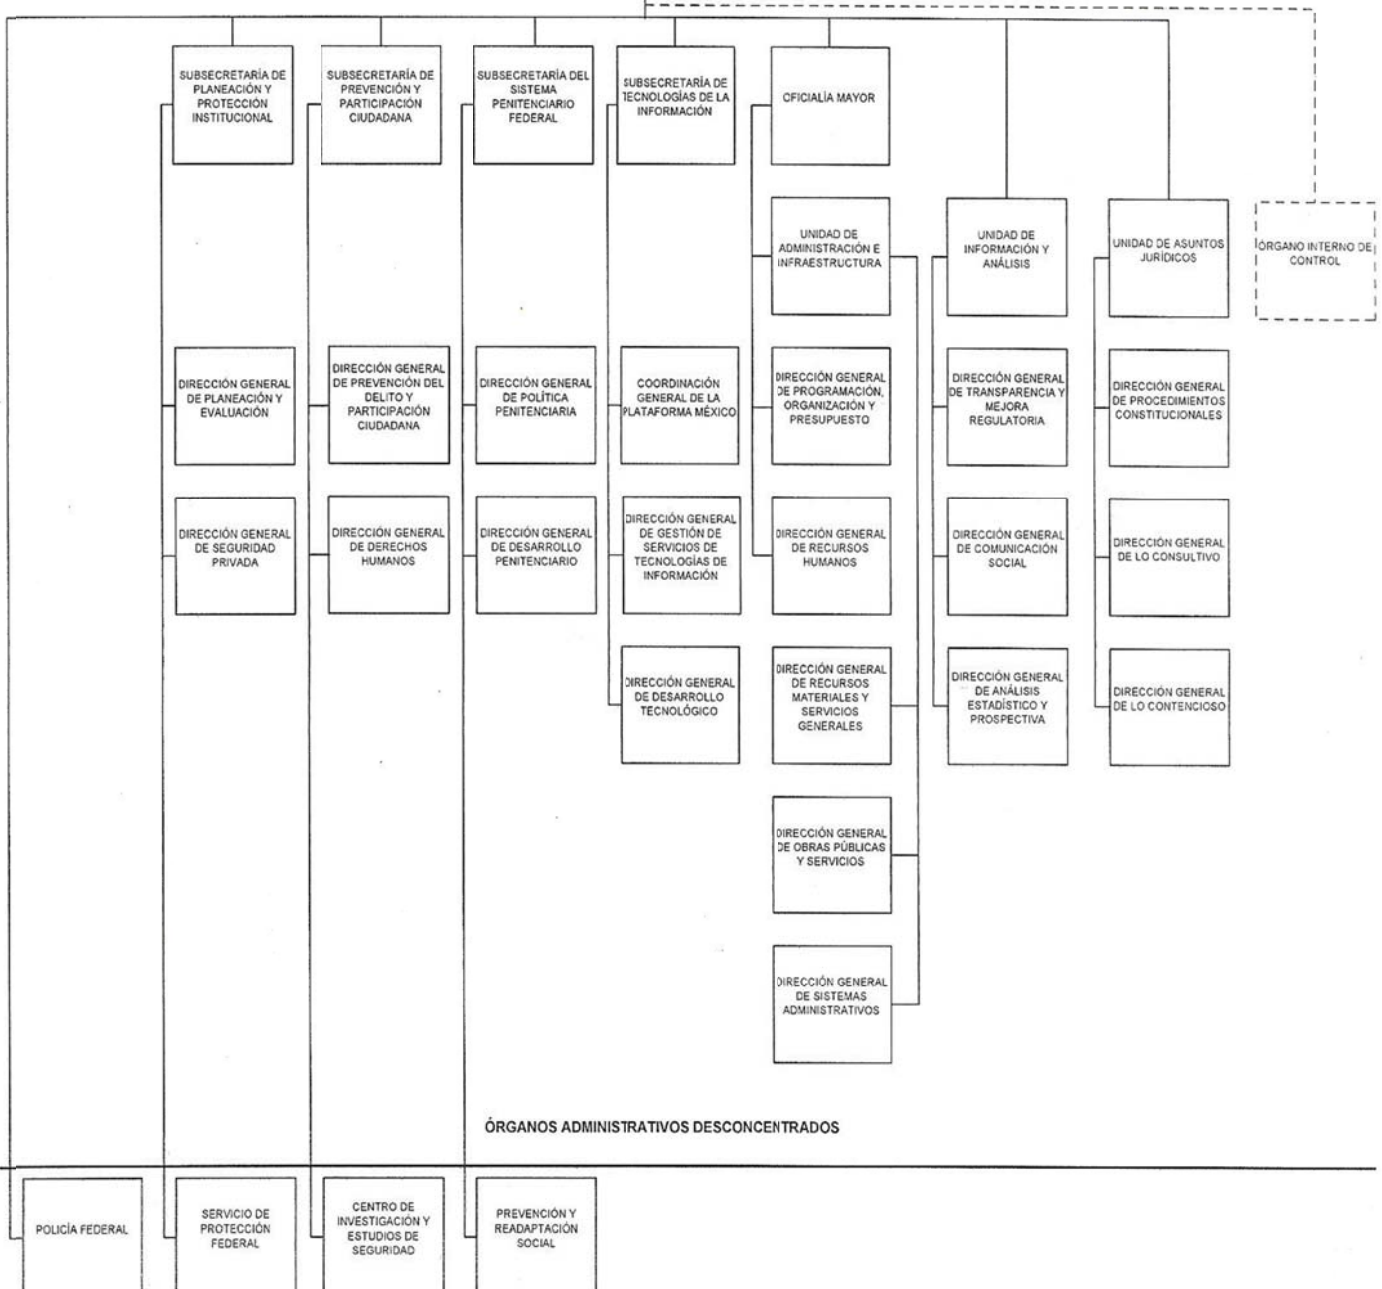 SUBSECRETARÍA DE
PLANEACIÓN Y
PROTECCIÓN
INSTITUCIONAL
SUBSECRETARÍA DE
PREVENCIÓN Y
PARTICIPACIÓN
CIUDADANA
SUBSECRETARÍA DEL
SISTEMA
PENITENCIARIO
FEDERAL
SUBSECRETARÍA DE
TECNOLOGÍAS DE LA
INFORMACIÓN
OFICIALÍA MAYOR
UNIDAD DE
ADMINISTRACIÓN E
INFRAESTRUCTURA
UNIDAD DE
INFORMACIÓN Y
ANÁLISIS
UNIDAD DE ASUNTOS
JURÍDICOS
ÓRGANO INTERNO DE
CONTROL
DIRECCIÓN GENERAL
DE PLANEACIÓN Y
EVALUACIÓN
DIRECCIÓN GENERAL
DE PREVENCIÓN DEL
DELITO Y
PARTICIPACIÓN
CIUDADANA
DIRECCIÓN GENERAL
DE POLÍTICA
PENITENCIARIA
COORDINACIÓN
GENERAL DE LA
PLATAFORMA MÉXICO
DIRECCIÓN GENERAL
DE PROGRAMACIÓN,
ORGANIZACIÓN Y
PRESUPUESTO
DIRECCIÓN GENERAL
DE TRANSPARENCIA Y
MEJORA
REGULATORIA
DIRECCIÓN GENERAL
DE PROCEDIMIENTOS
CONSTITUCIONALES
DIRECCIÓN GENERAL
DE SEGURIDAD
PRIVADA
DIRECCIÓN GENERAL
DE DERECHOS
HUMANOS
DIRECCIÓN GENERAL
DE DESARROLLO
PENITENCIARIO
DIRECCIÓN GENERAL
DE GESTIÓN DE
SERVICIOS DE
TECNOLOGÍAS DE
INFORMACIÓN
DIRECCIÓN GENERAL
DE RECURSOS
HUMANOS
DIRECCIÓN GENERAL
DE COMUNICACIÓN
SOCIAL
DIRECCIÓN GENERAL
DE LO CONSULTIVO
DIRECCIÓN GENERAL
DE DESARROLLO
TECNOLÓGICO
DIRECCIÓN GENERAL
DE RECURSOS
MATERIALES Y
SERVICIOS
GENERALES
DIRECCIÓN GENERAL
DE ANÁLISIS
ESTADÍSTICO Y
PROSPECTIVA
DIRECCIÓN GENERAL
DE LO CONTENCIOSO
DIRECCIÓN GENERAL
DE OBRAS PÚBLICAS
Y SERVICIOS
DIRECCIÓN GENERAL
DE SISTEMAS
ADMINISTRATIVOS
ÓRGANOS ADMINISTRATIVOS DESCONCENTRADOS
POLICÍA FEDERAL
SERVICIO DE
PROTECCIÓN
FEDERAL
CENTRO DE
INVESTIGACIÓN Y
ESTUDIOS DE
SEGURIDAD
PREVENCIÓN Y
READAPTACIÓN
SOCIAL